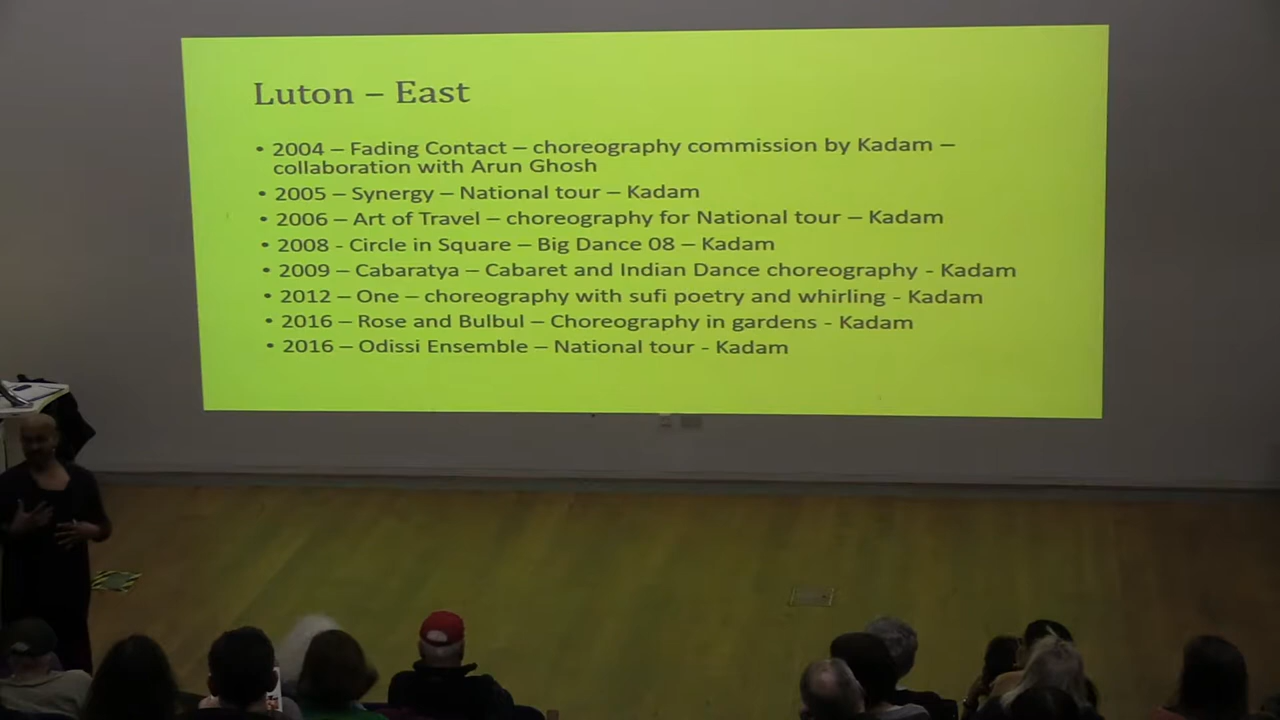 Luton – East
• 2004 – Fading Contact – choreography commission by Kadam –
collaboration with Arun Ghosh
• 2005 – Synergy – National tour – Kadam
• 2006 – Art of Travel – choreography for National tour – Kadam
• 2008 - Circle in Square – Big Dance 08 – Kadam
• 2009 – Cabaratya – Cabaret and Indian Dance choreography - Kadam
• 2012 – One – choreography with sufi poetry and whirling - Kadam
• 2016 – Rose and Bulbul – Choreography in gardens - Kadam
• 2016 – Odissi Ensemble – National tour - Kadam